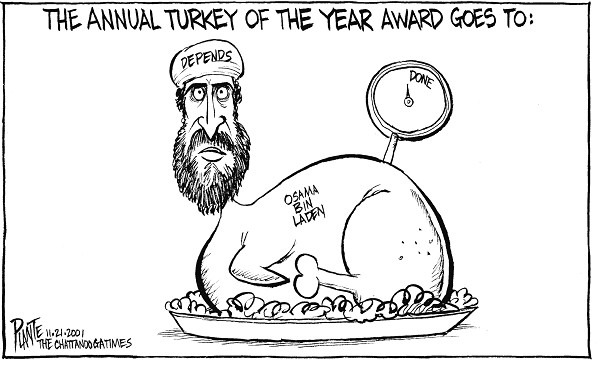 THE ANNUAL TURKEY OF THE YEAR AWARD GOES TO:
DEPENDS
DONE
OSAMA
BIN
LADEN
PLANTE 11.21.2001
THE CHATTANOOGA TIMES